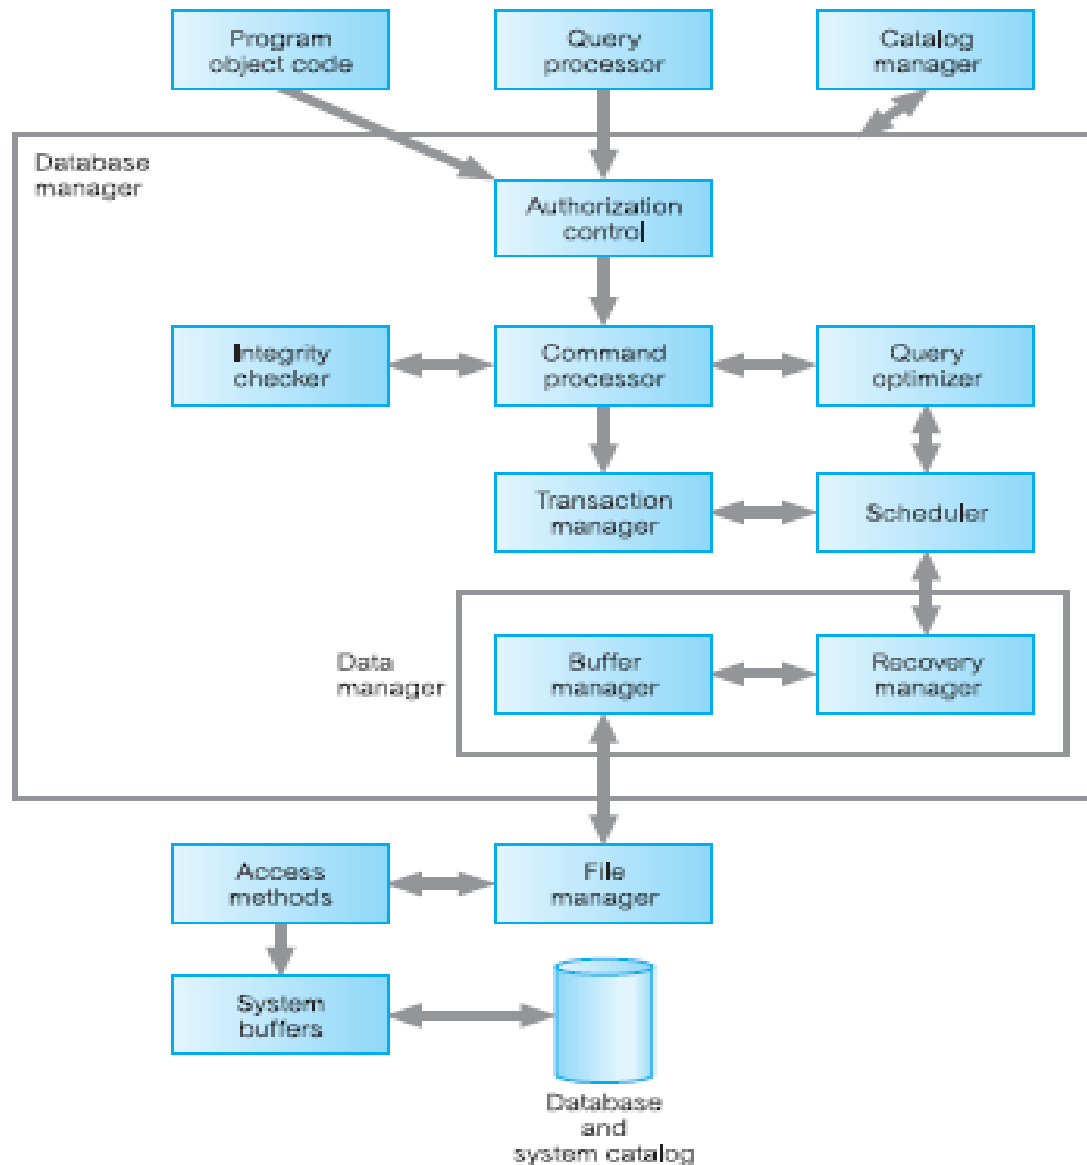 Program
object code
Query
processor
Catalog
manager
Database
manager
Authorization
control
Integrity
checker
Command
processor
Query
optimizer
Transaction
manager
Scheduler
Data
manager
Buffer
manager
Recovery
manager
Access
methods
File
manager
System
buffers
Database
and
system catalog